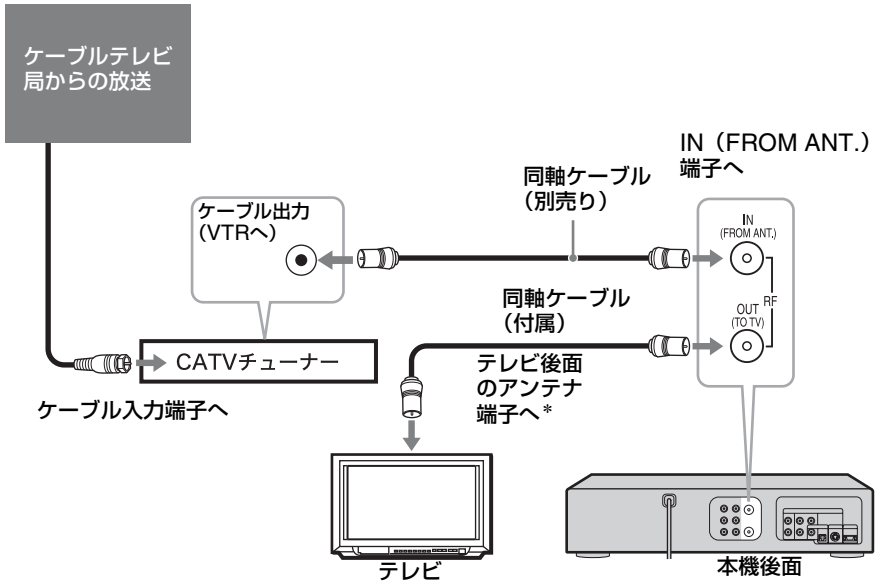 ケーブルテレビ
局からの放送
IN（FROM ANT.）
端子へ
同軸ケーブル
（別売り）
ケーブル出力
（VTRへ）
IN
(FROM ANT.)
同軸ケーブル
（付属）
OUT
(TO TV)
RF
CATVチューナー
テレビ後面
のアンテナ
端子へ*
ケーブル入力端子へ
テレビ
本機後面